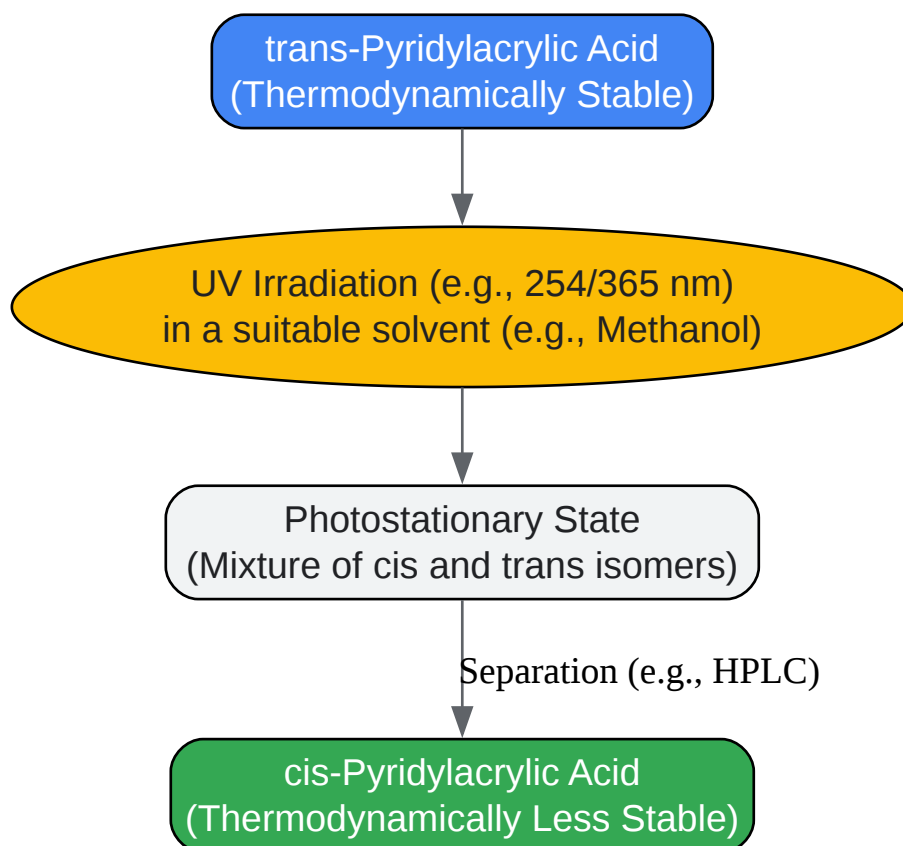 trans-Pyridylacrylic Acid
(Thermodynamically Stable)
UV Irradiation (e.g., 254/365 nm)
in a suitable solvent (e.g., Methanol)
Photostationary State
(Mixture of cis and trans isomers)
Separation (e.g., HPLC)
cis-Pyridylacrylic Acid
(Thermodynamically Less Stable)